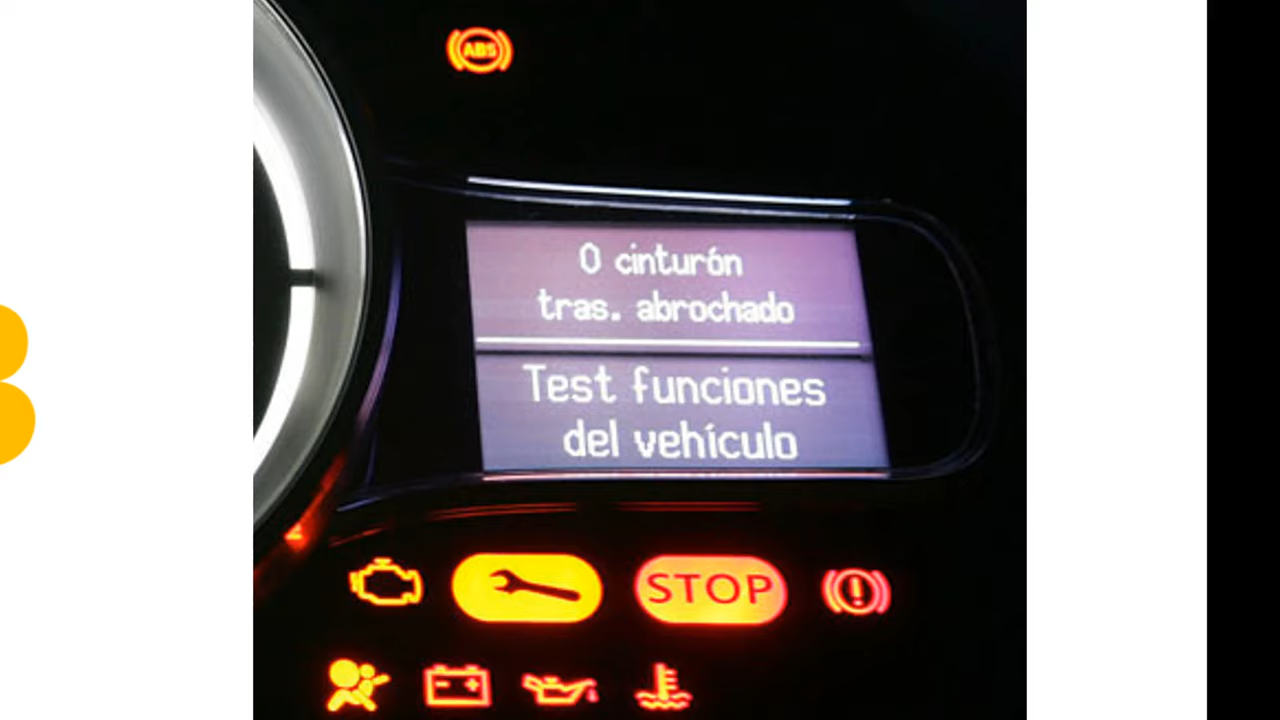 ABS
0 cinturón
tras. abrochado
Test funciones
del vehículo
STOP